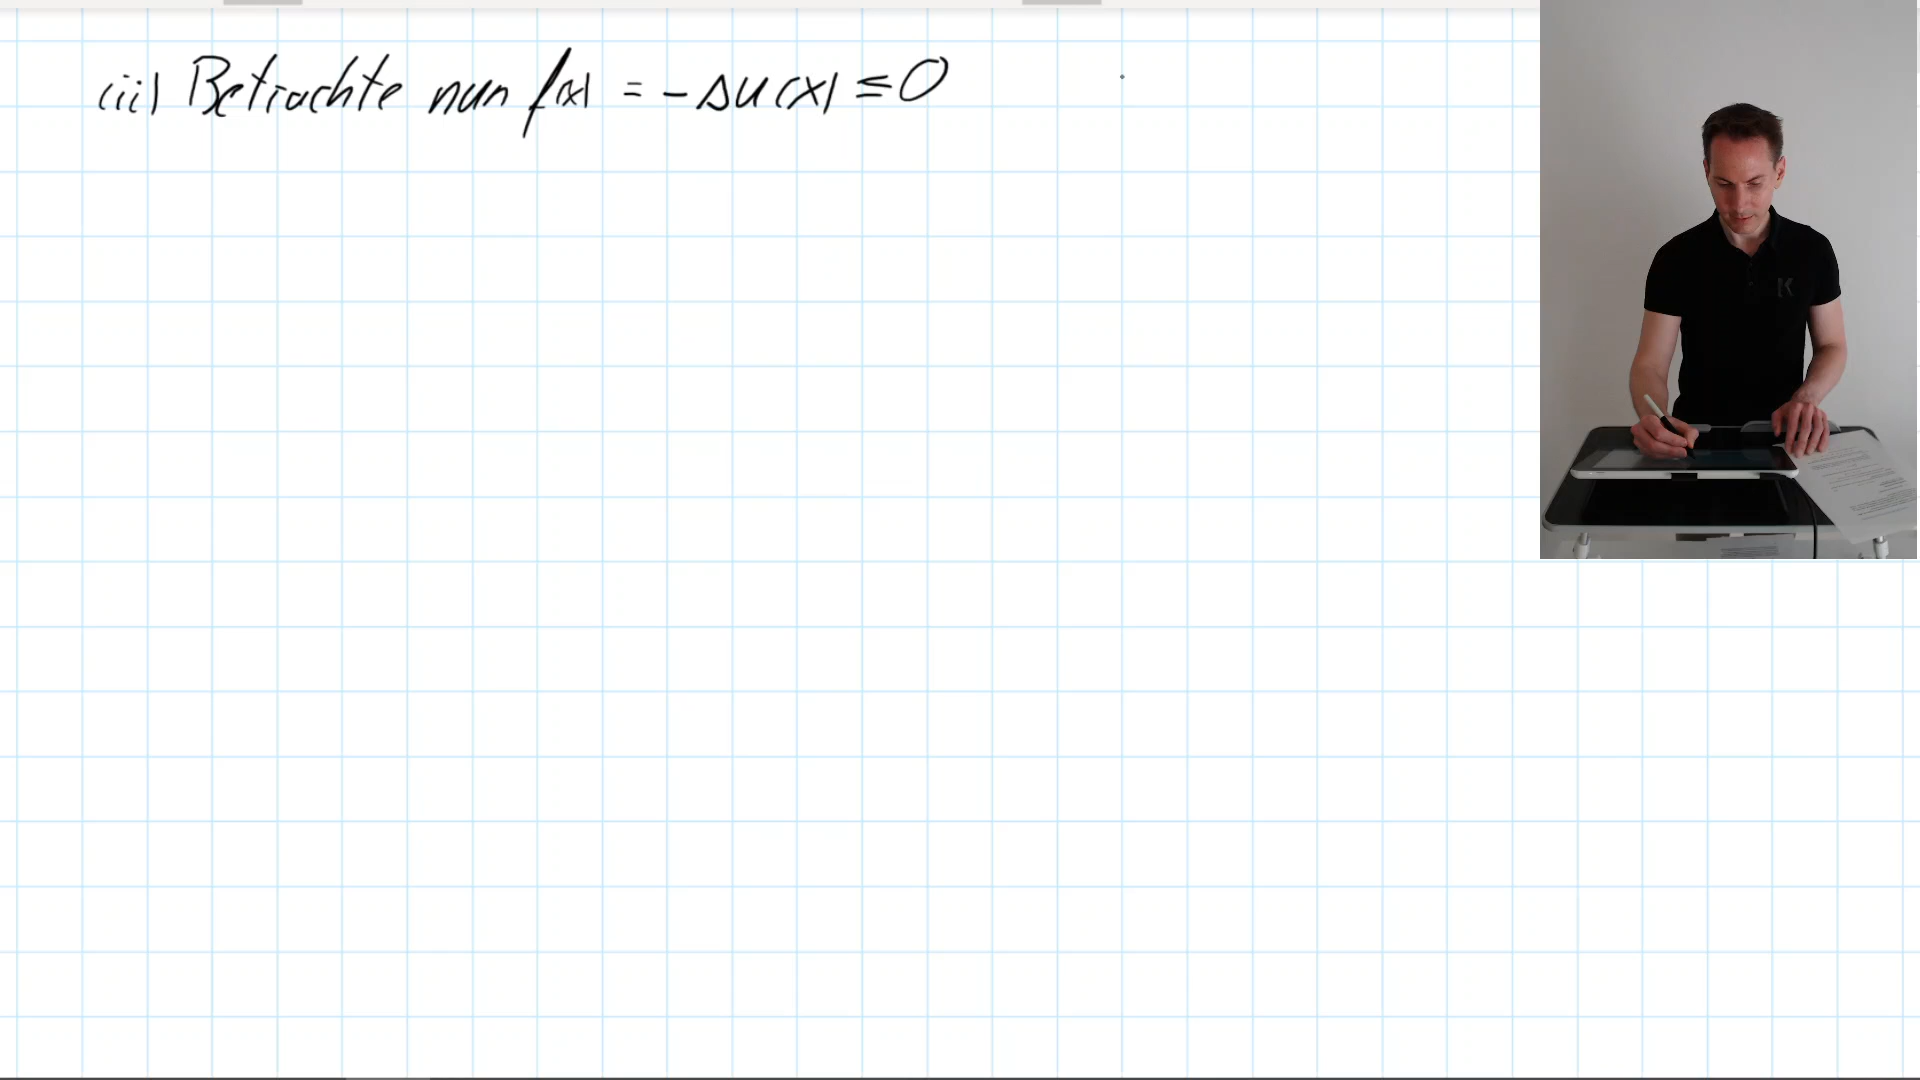 (ii) Betrachte nun f(x) = -Δu(x) ≤ 0
K